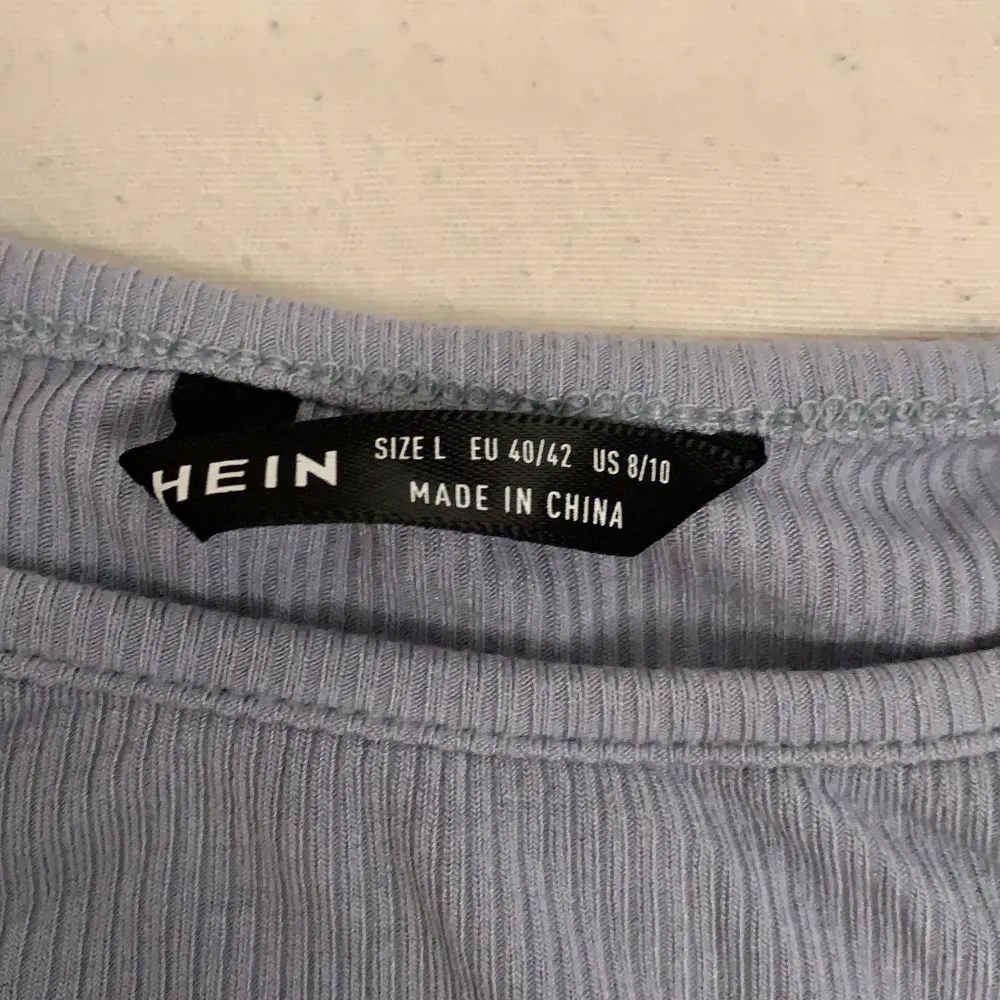 HEIN
SIZE L EU 40/42 US 8/10
MADE IN CHINA